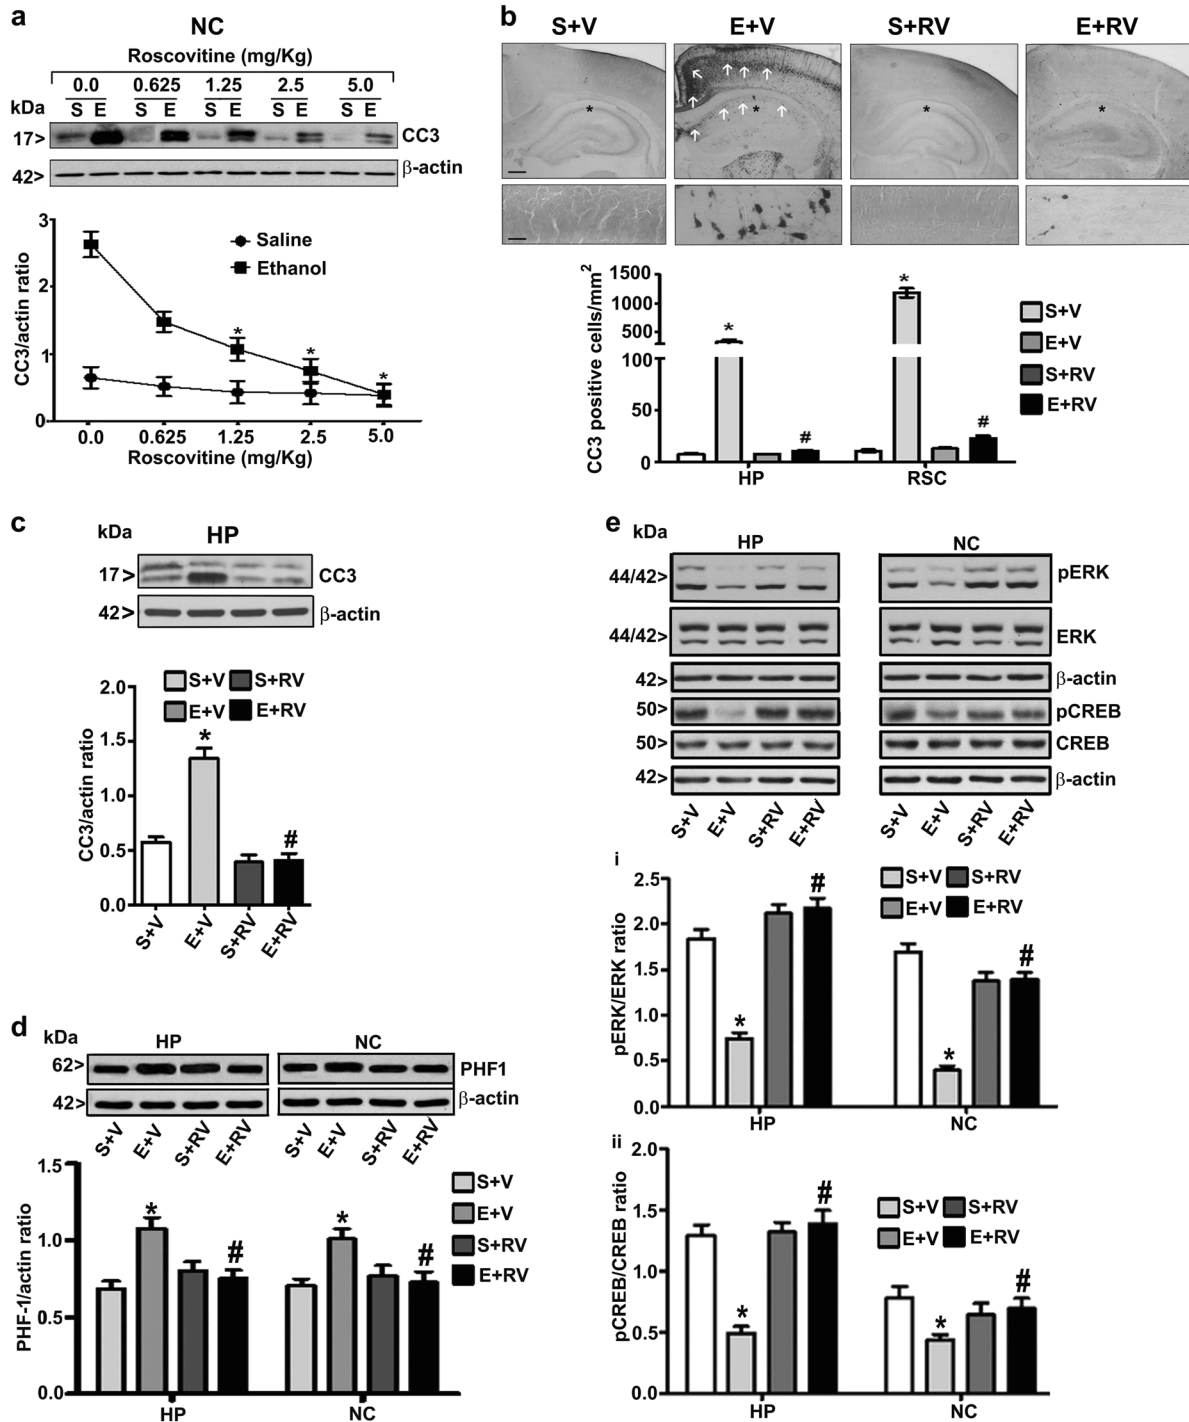 a
NC
Roscovitine (mg/Kg)
0.0 0.625 1.25 2.5 5.0
kDa S E S E S E S E S E
17> CC3
42> β-actin
CC3/actin ratio
3
2
1
0
Saline
Ethanol
* * *
0.0 0.625 1.25 2.5 5.0
Roscovitine (mg/Kg)
b
S+V E+V S+RV E+RV
* * * *
CC3 positive cells/mm2
1500
1000
500
100
50
0
* # * #
HP RSC
S+V
E+V
S+RV
E+RV
c
kDa HP
17> CC3
42> β-actin
S+V S+RV
E+V E+RV
CC3/actin ratio
2.0
1.5
1.0
0.5
0.0
* #
S+V E+V S+RV E+RV
d
kDa HP NC
62> PHF1
42> β-actin
S+V E+V S+RV E+RV S+V E+V S+RV E+RV
PHF-1/actin ratio
1.5
1.0
0.5
0.0
* # * #
HP NC
S+V
E+V
S+RV
E+RV
e
kDa HP NC
44/42> pERK
44/42> ERK
42> β-actin
50> pCREB
50> CREB
42> β-actin
S+V E+V S+RV E+RV S+V E+V S+RV E+RV
i
pERK/ERK ratio
2.5
2.0
1.5
1.0
0.5
0.0
* # * #
S+V S+RV
E+V E+RV
HP NC
ii
pCREB/CREB ratio
2.0
1.5
1.0
0.5
0.0
* # * #
S+V S+RV
E+V E+RV
HP NC